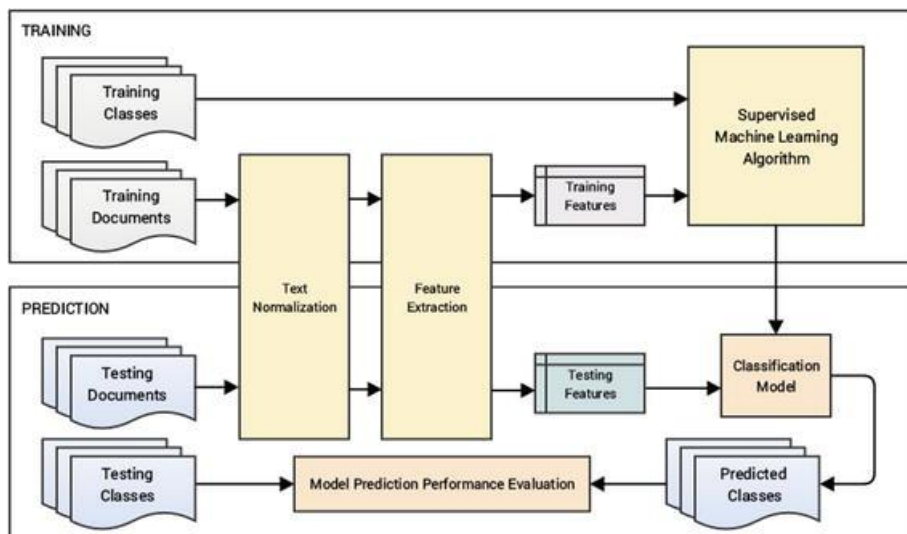 TRAINING
Training
Classes
Supervised
Machine Learning
Algorithm
Training
Documents
Training
Features
Text
Normalization
Feature
Extraction
PREDICTION
Testing
Documents
Testing
Features
Classification
Model
Testing
Classes
Model Prediction Performance Evaluation
Predicted
Classes